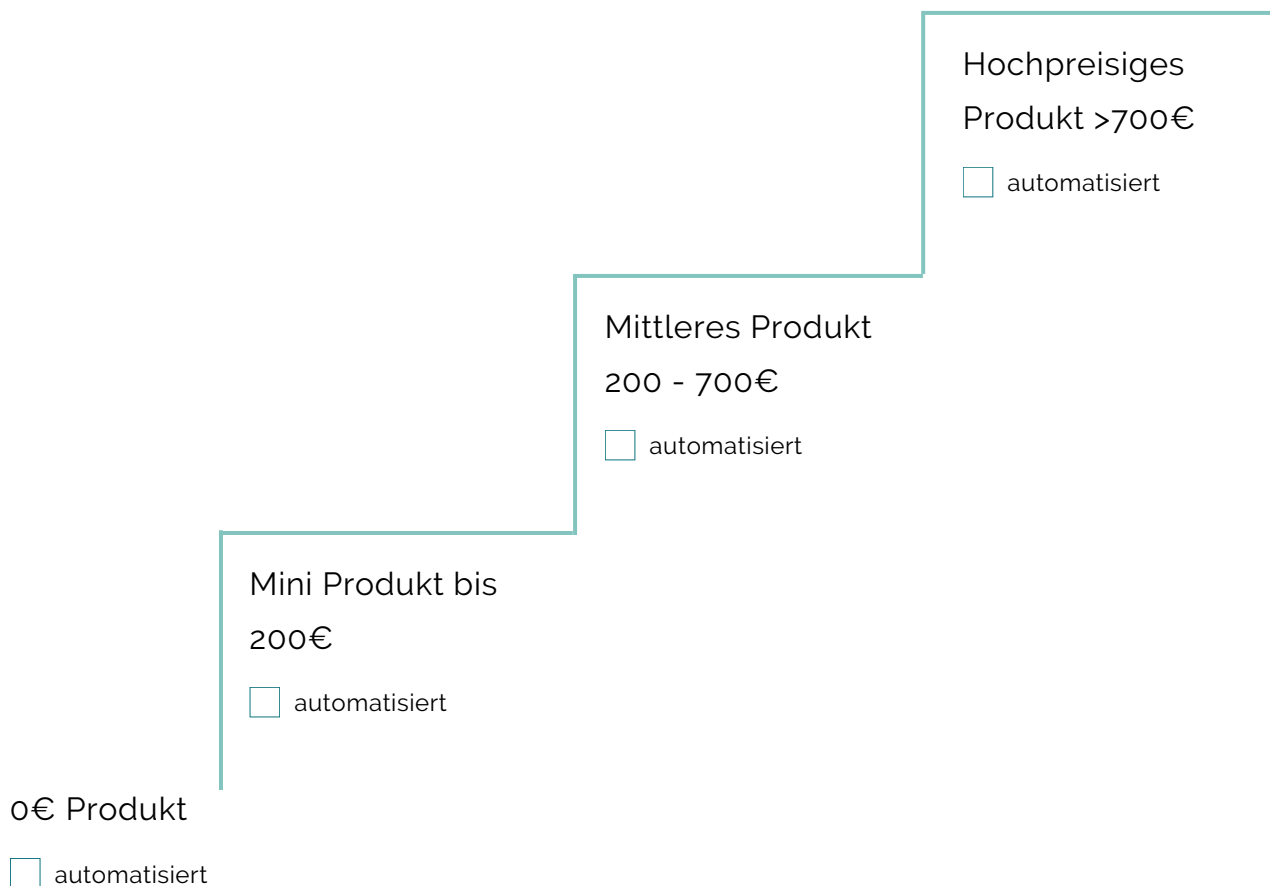 Hochpreisiges
Produkt >700€
automatisiert
Mittleres Produkt
200 - 700€
automatisiert
Mini Produkt bis
200€
automatisiert
0€ Produkt
automatisiert